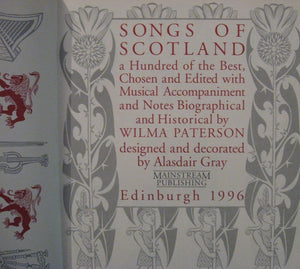 SONGS OF
SCOTLAND
a Hundred of the Best,
Chosen and Edited with
Musical Accompaniment
and Notes Biographical
and Historical by
WILMA PATERSON
designed and decorated
by Alasdair Gray
MAINSTREAM
PUBLISHING
Edinburgh 1996